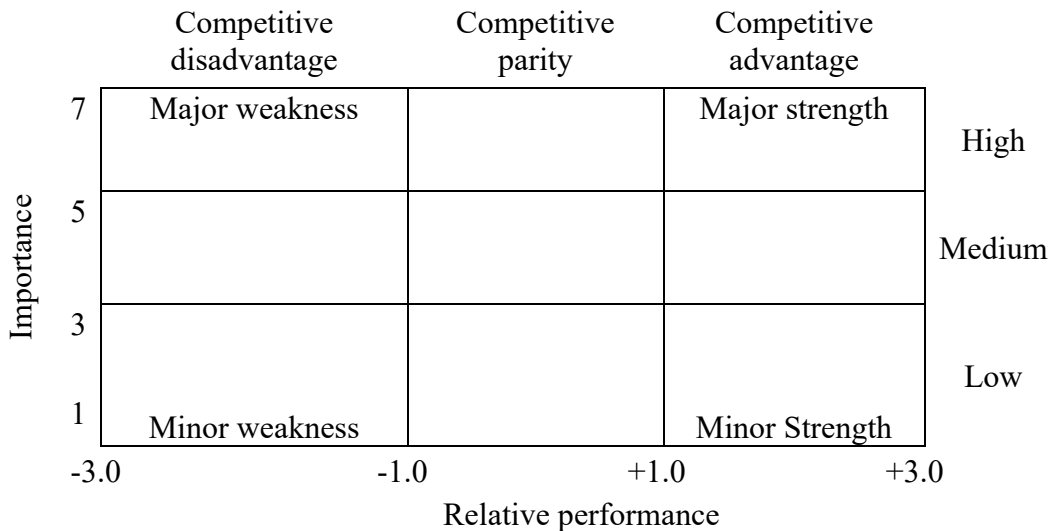 Competitive disadvantage
Competitive parity
Competitive advantage
7
Major weakness
Major strength
High
5
Medium
Importance
3
Low
1
Minor weakness
Minor Strength
-3.0
-1.0
+1.0
+3.0
Relative performance